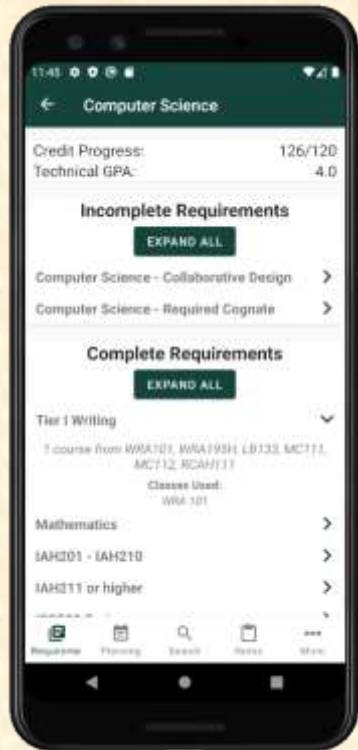 11:45
Computer Science
Credit Progress: 126/120
Technical GPA: 4.0
Incomplete Requirements
EXPAND ALL
Computer Science - Collaborative Design
Computer Science - Required Cognate
Complete Requirements
EXPAND ALL
Tier I Writing
1 course from WRA101, WRA195H, LB133, MC111,
MC112, RCAH111
Classes Used:
WRA 101
Mathematics
IAH201 - IAH210
IAH211 or higher
Planning Search More